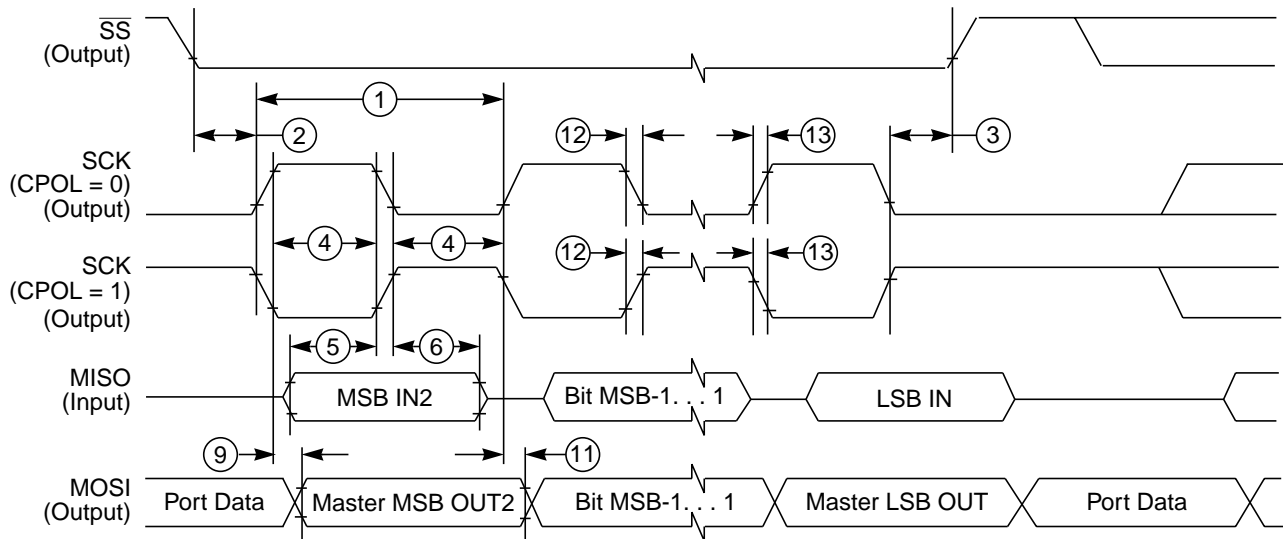 SS
(Output)
1
2
12
13
3
SCK
(CPOL = 0)
(Output)
4
4
SCK
(CPOL = 1)
(Output)
12
13
5
6
MISO
(Input)
MSB IN2
Bit MSB-1. . . 1
LSB IN
9
11
MOSI
(Output)
Port Data
Master MSB OUT2
Bit MSB-1. . . 1
Master LSB OUT
Port Data